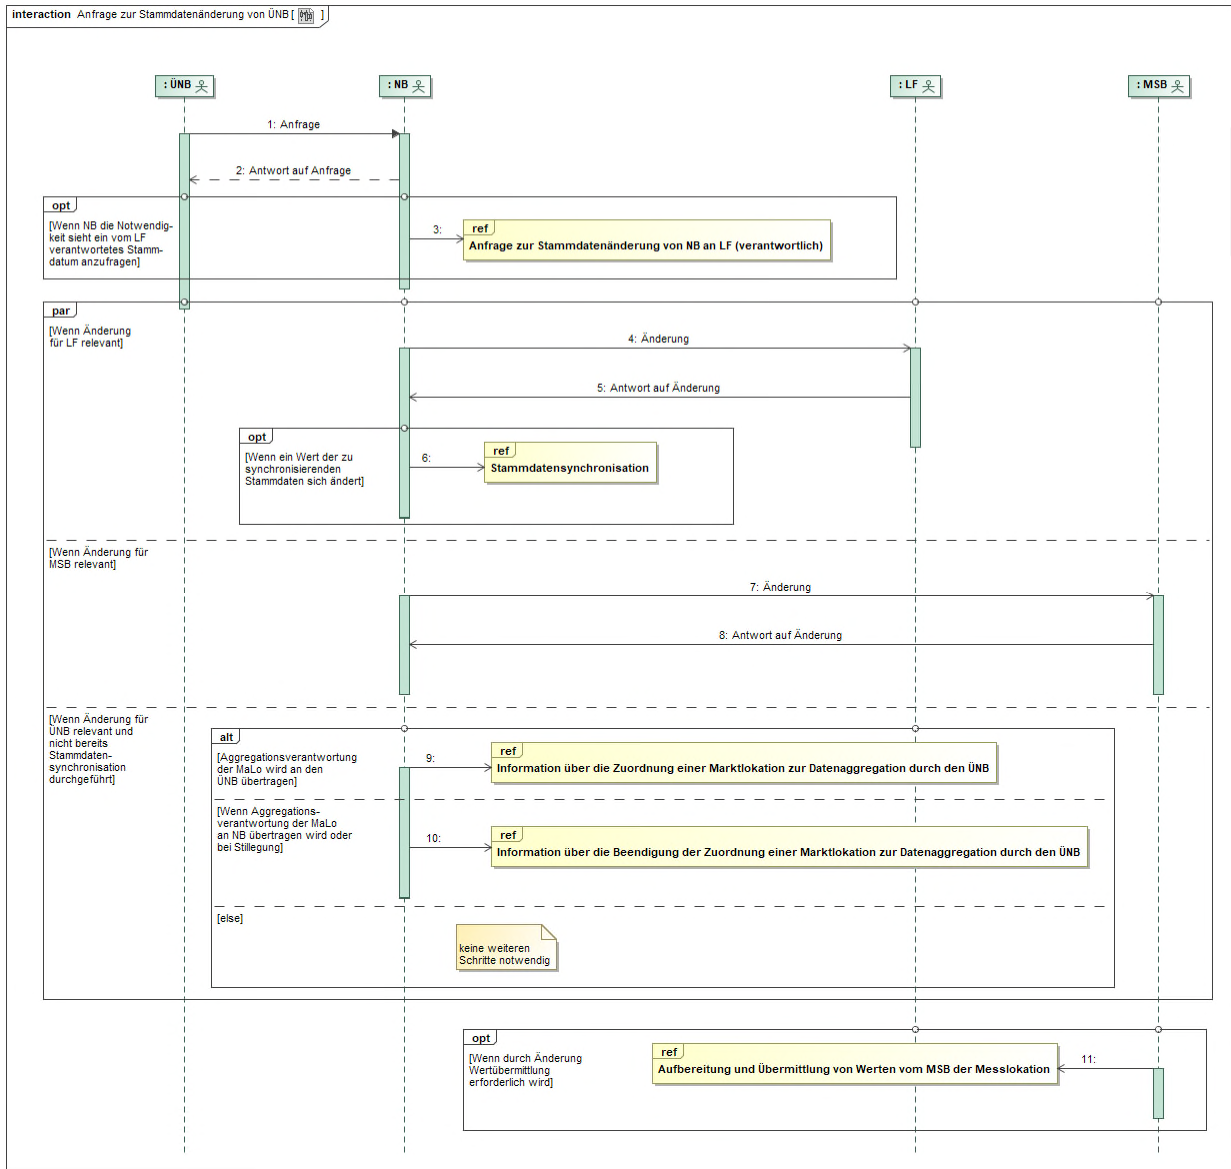 interaction Anfrage zur Stammdatenänderung von ÜNB [ ]
: ÜNB
: NB
: LF
: MSB
1: Anfrage
2: Antwort auf Anfrage
opt
[Wenn NB die Notwendig-
keit sieht ein vom LF
verantwortetes Stamm-
datum anzufragen]
3:
ref
Anfrage zur Stammdatenänderung von NB an LF (verantwortlich)
par
[Wenn Änderung
für LF relevant]
4: Änderung
5: Antwort auf Änderung
opt
[Wenn ein Wert der zu
synchronisierenden
Stammdaten sich ändert]
6:
ref
Stammdatensynchronisation
[Wenn Änderung für
MSB relevant]
7: Änderung
8: Antwort auf Änderung
[Wenn Änderung für
ÜNB relevant und
nicht bereits
Stammdaten-
synchronisation
durchgeführt]
alt
[Aggregationsverantwortung
der MaLo wird an den
ÜNB übertragen]
9:
ref
Information über die Zuordnung einer Marktlokation zur Datenaggregation durch den ÜNB
[Wenn Aggregations-
verantwortung der MaLo
an NB übertragen wird oder
bei Stillegung]
10:
ref
Information über die Beendigung der Zuordnung einer Marktlokation zur Datenaggregation durch den ÜNB
[else]
keine weiteren
Schritte notwendig
opt
[Wenn durch Änderung
Wertübermittlung
erforderlich wird]
ref
Aufbereitung und Übermittlung von Werten vom MSB der Messlokation
11: